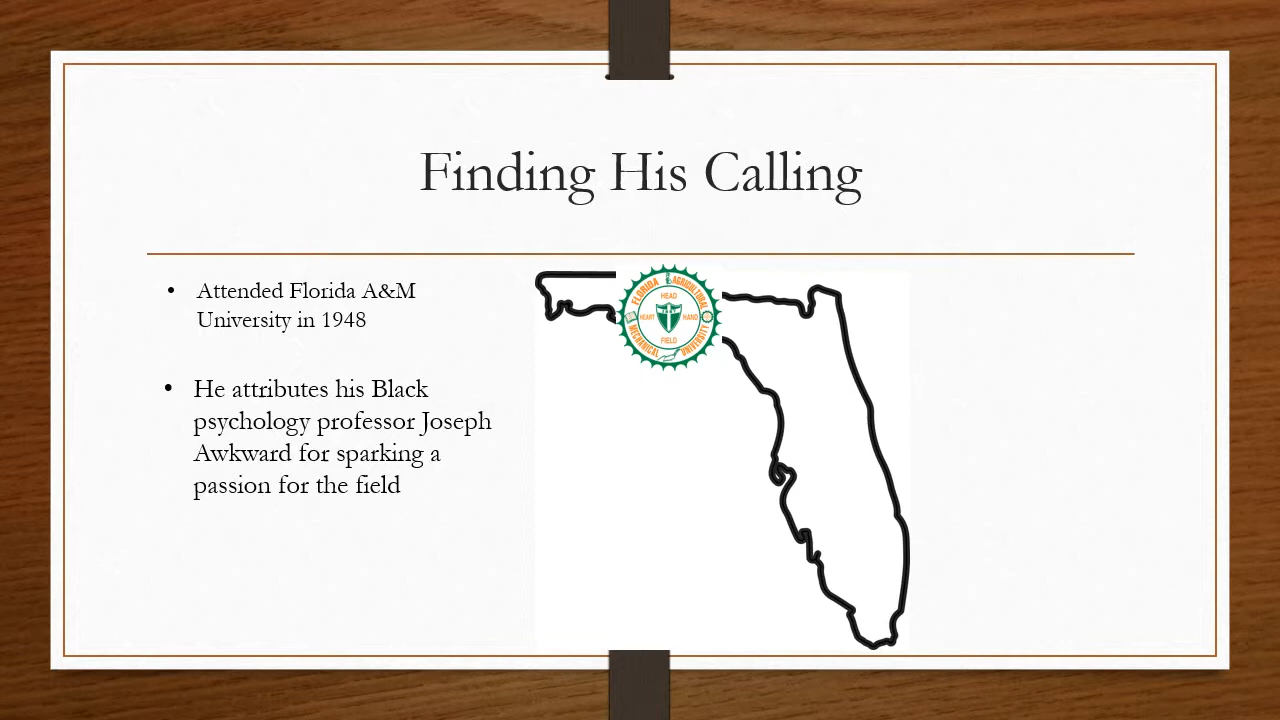 Finding His Calling
• Attended Florida A&M
University in 1948
• He attributes his Black
psychology professor Joseph
Awkward for sparking a
passion for the field
FLORIDA AGRICULTURAL
HEAD
HEART HAND
FIELD
MECHANICAL UNIVERSITY